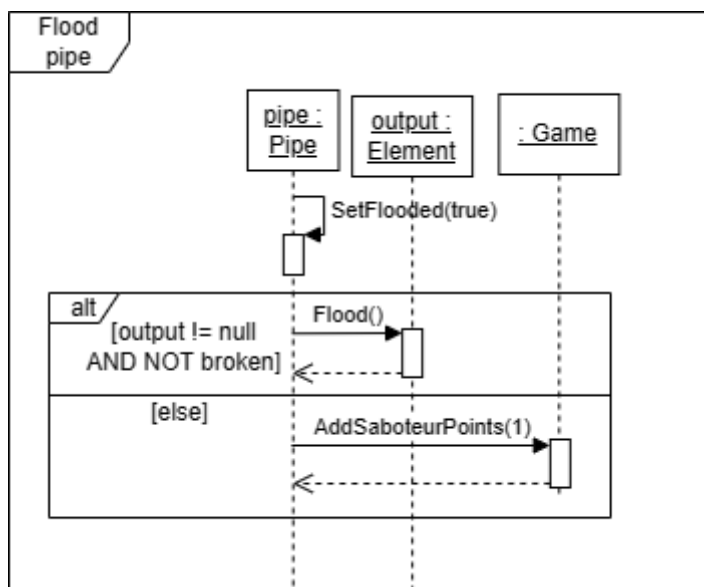 Flood
pipe
pipe :
Pipe
output :
Element
: Game
SetFlooded(true)
alt
[output != null
AND NOT broken]
Flood()
[else]
AddSaboteurPoints(1)